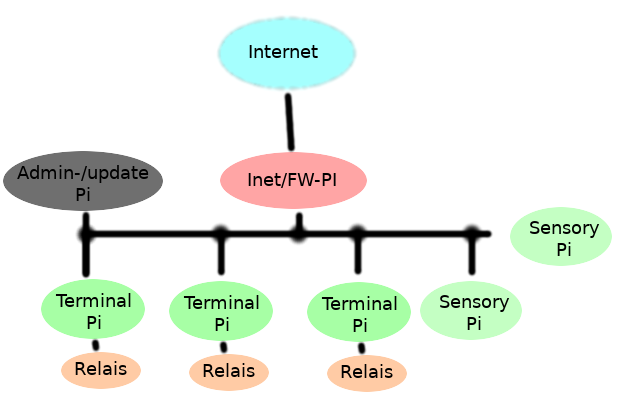 Internet
Admin-/update
Pi
Inet/FW-PI
Sensory
Pi
Terminal
Pi
Terminal
Pi
Terminal
Pi
Sensory
Pi
Relais
Relais
Relais